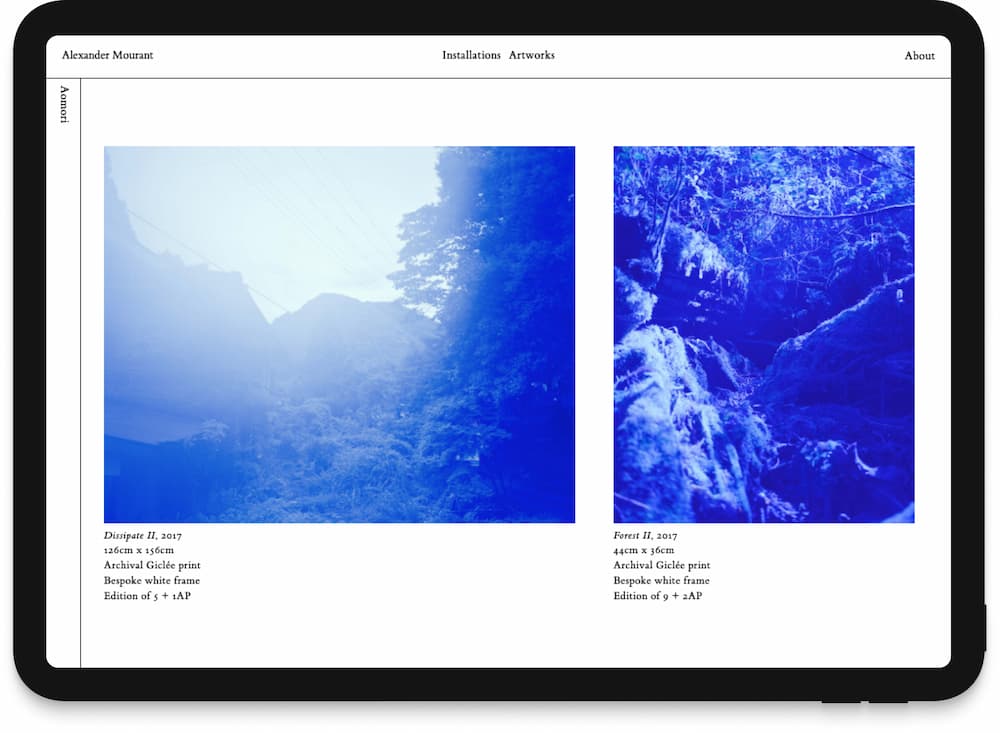 Alexander Mourant
Installations Artworks
About
Aomori
Dissipate II, 2017
126cm x 156cm
Archival Giclée print
Bespoke white frame
Edition of 5 + 1AP
Forest II, 2017
44cm x 36cm
Archival Giclée print
Bespoke white frame
Edition of 9 + 2AP